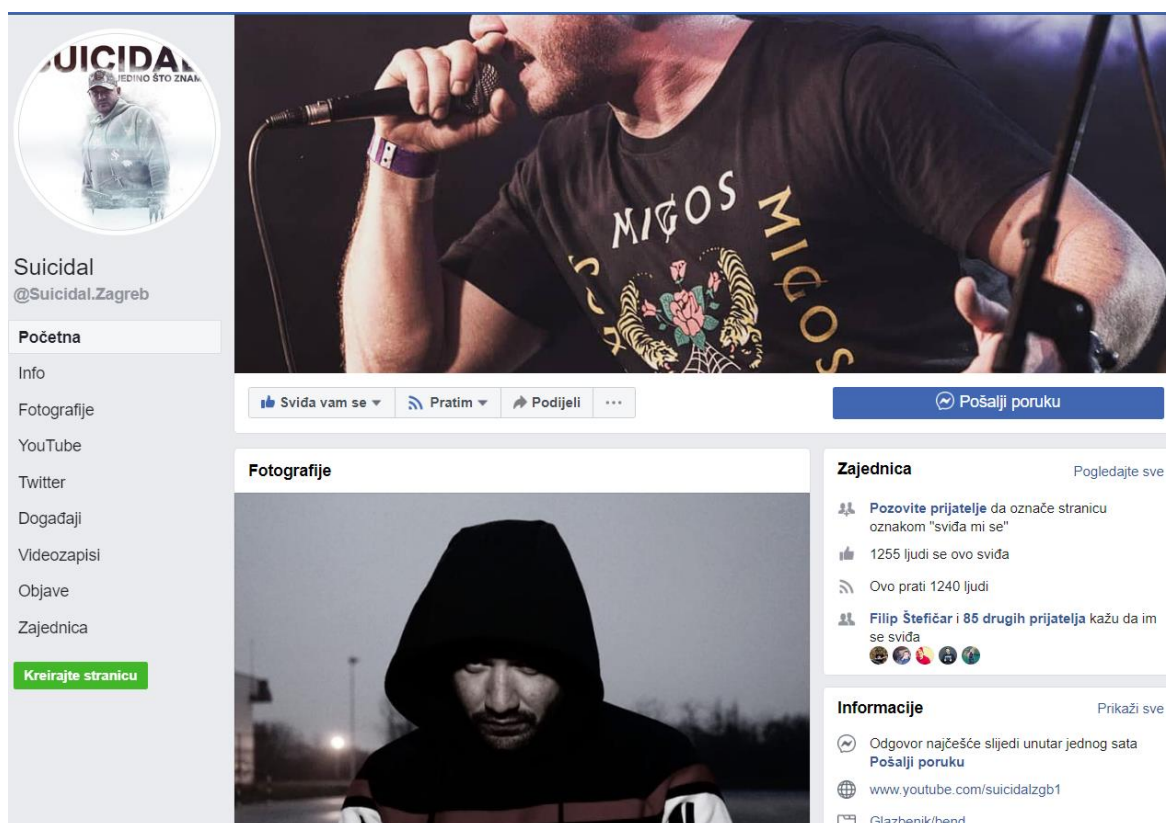 SUICIDAL
JEDINO ŠTO ZNAM
Suicidal
@Suicidal.Zagreb
Početna
Info
Fotografije
YouTube
Twitter
Događaji
Videozapisi
Objave
Zajednica
Kreirajte stranicu
MIGOS
MIGOS
Sviđa vam se
Pratim
Podijeli
···
Pošalji poruku
Fotografije
Zajednica
Pogledajte sve
Pozovite prijatelje da označe stranicu
oznakom "sviđa mi se"
1255 ljudi se ovo sviđa
Ovo prati 1240 ljudi
Filip Štefičar i 85 drugih prijatelja kažu da im
se sviđa
Informacije
Prikaži sve
Odgovor najčešće slijedi unutar jednog sata
Pošalji poruku
www.youtube.com/suicidalzgb1
Glazbenik/bend